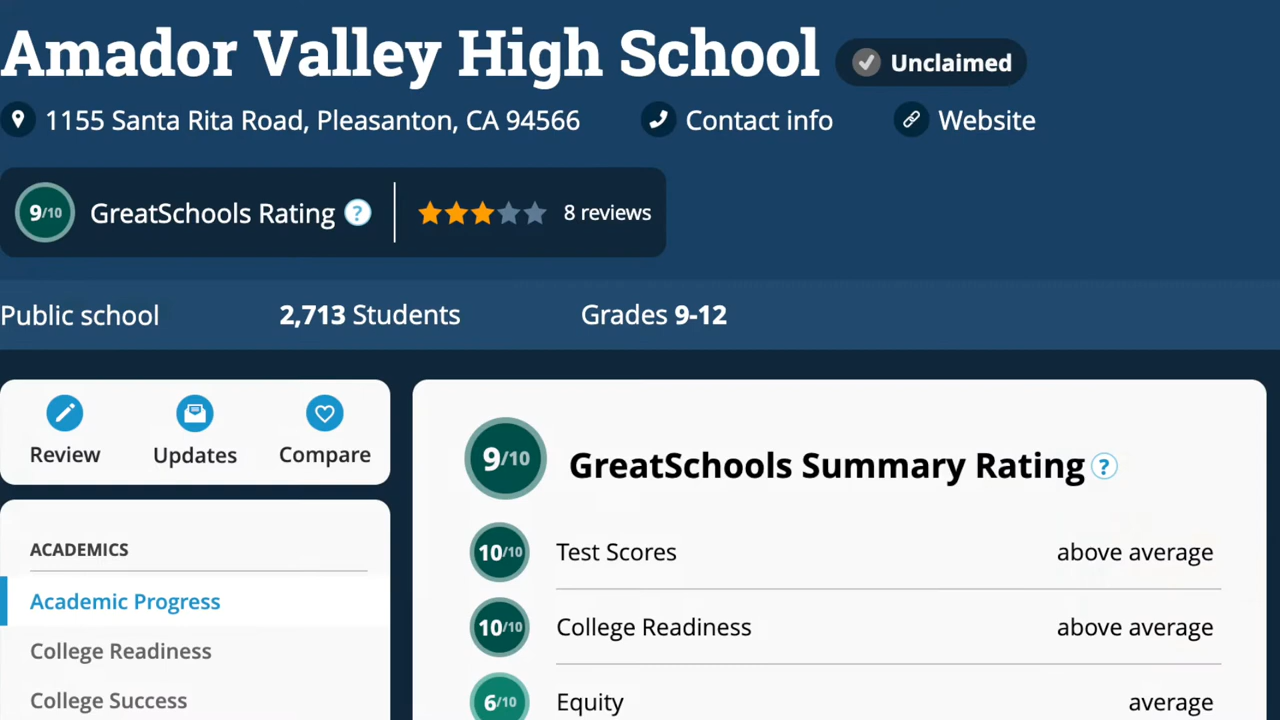 Amador Valley High School Unclaimed
1155 Santa Rita Road, Pleasanton, CA 94566 Contact info Website
9/10 GreatSchools Rating ? 8 reviews
Public school 2,713 Students Grades 9-12
Review Updates Compare
ACADEMICS
Academic Progress
College Readiness
College Success
9/10 GreatSchools Summary Rating ?
10/10 Test Scores above average
10/10 College Readiness above average
6/10 Equity average